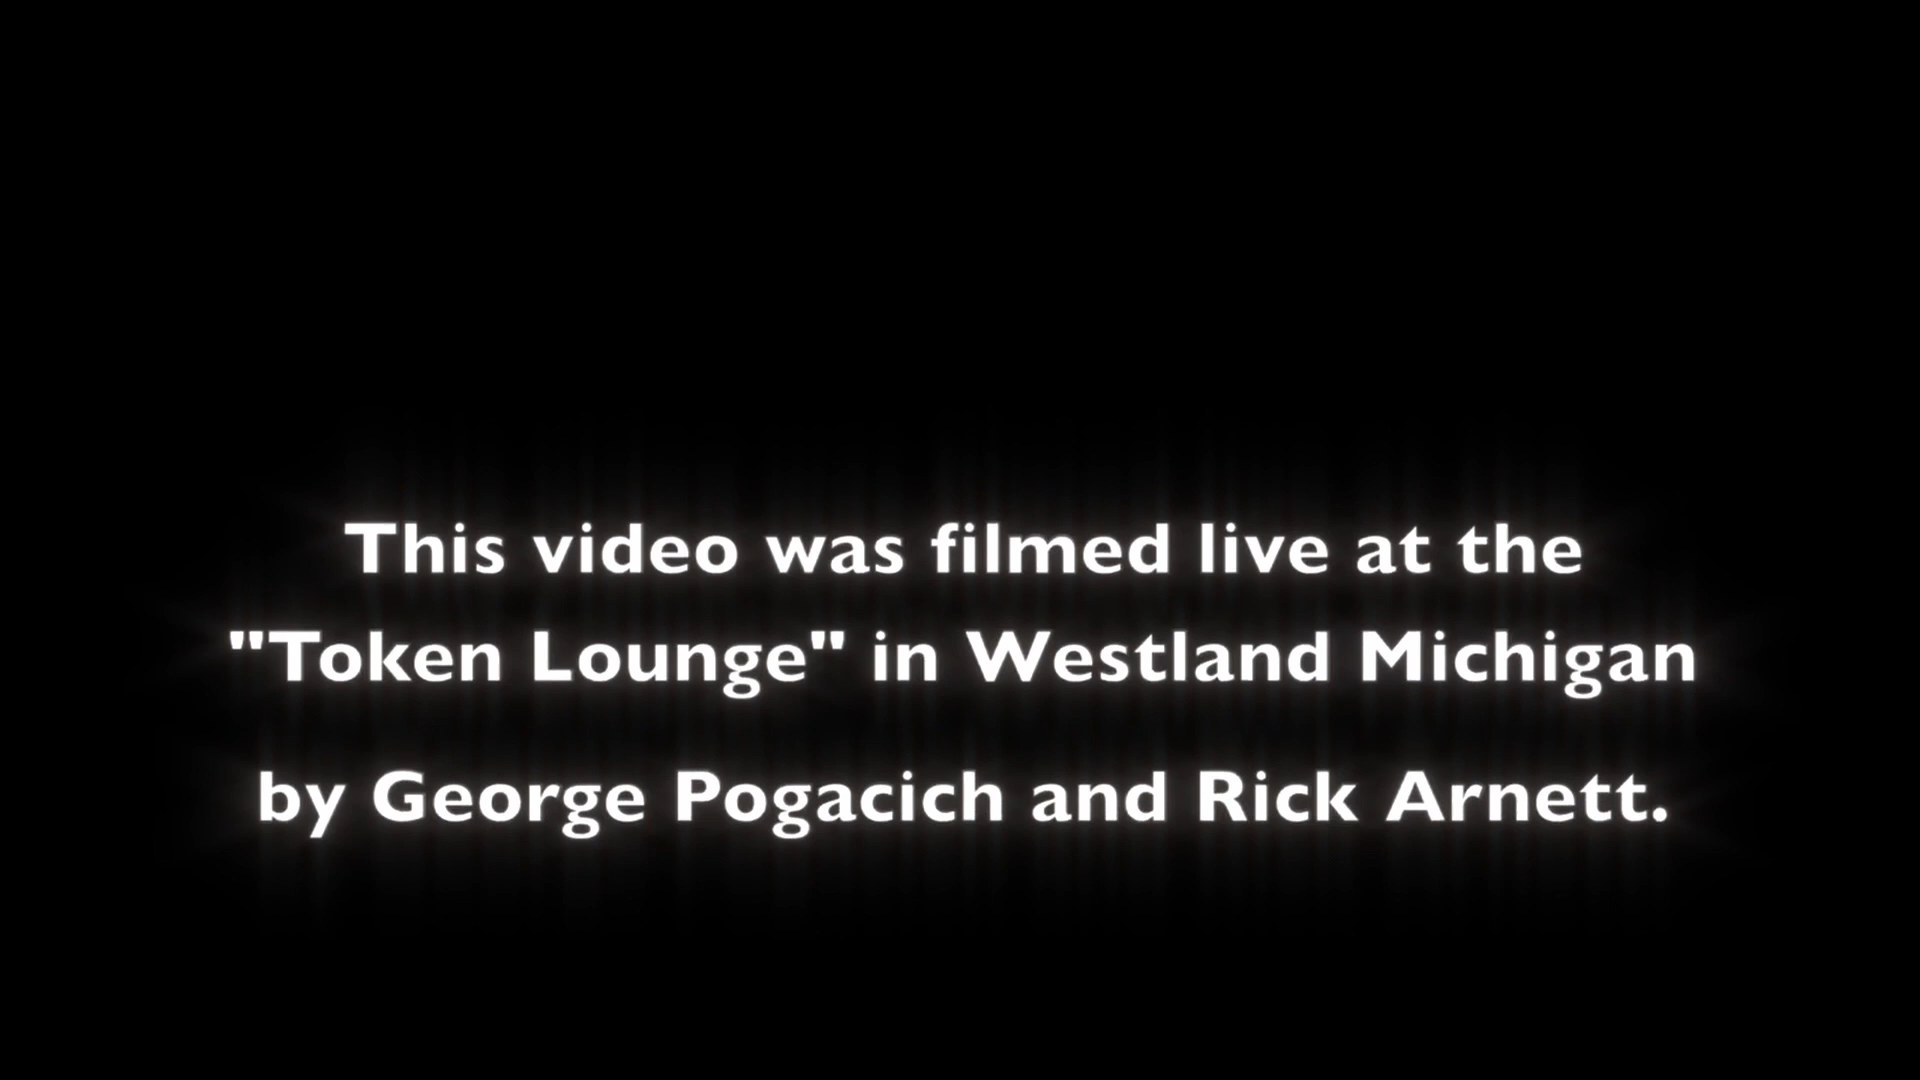 This video was filmed live at the
"Token Lounge" in Westland Michigan
by George Pogacich and Rick Arnett.